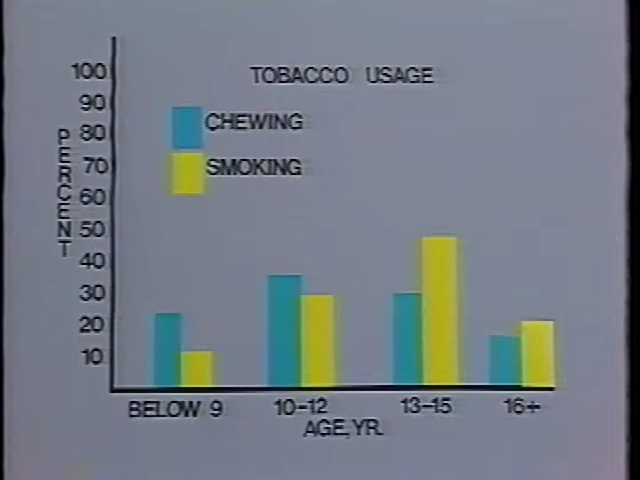 TOBACCO USAGE
CHEWING
SMOKING
PERCENT
100
90
80
70
60
50
40
30
20
10
BELOW 9 10-12 13-15 16+
AGE, YR.